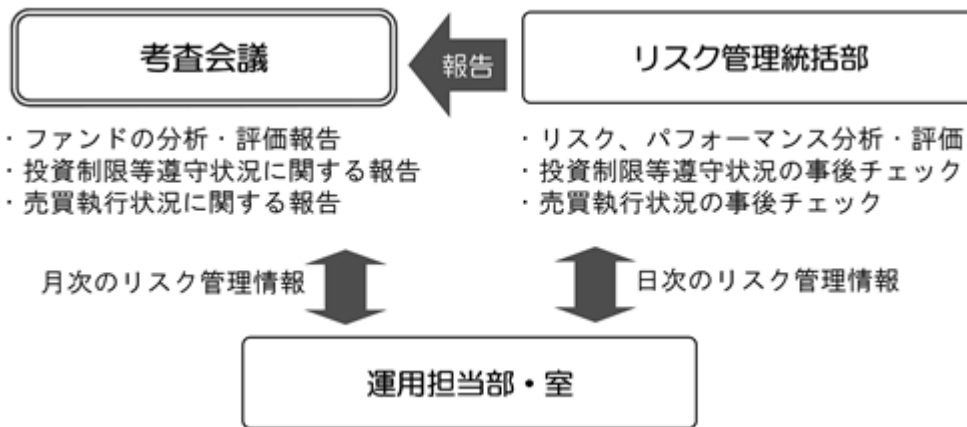 考査会議
報告
リスク管理統括部
・ファンドの分析・評価報告
・投資制限等遵守状況に関する報告
・売買執行状況に関する報告
・リスク、パフォーマンス分析・評価
・投資制限等遵守状況の事後チェック
・売買執行状況の事後チェック
月次のリスク管理情報
日次のリスク管理情報
運用担当部・室